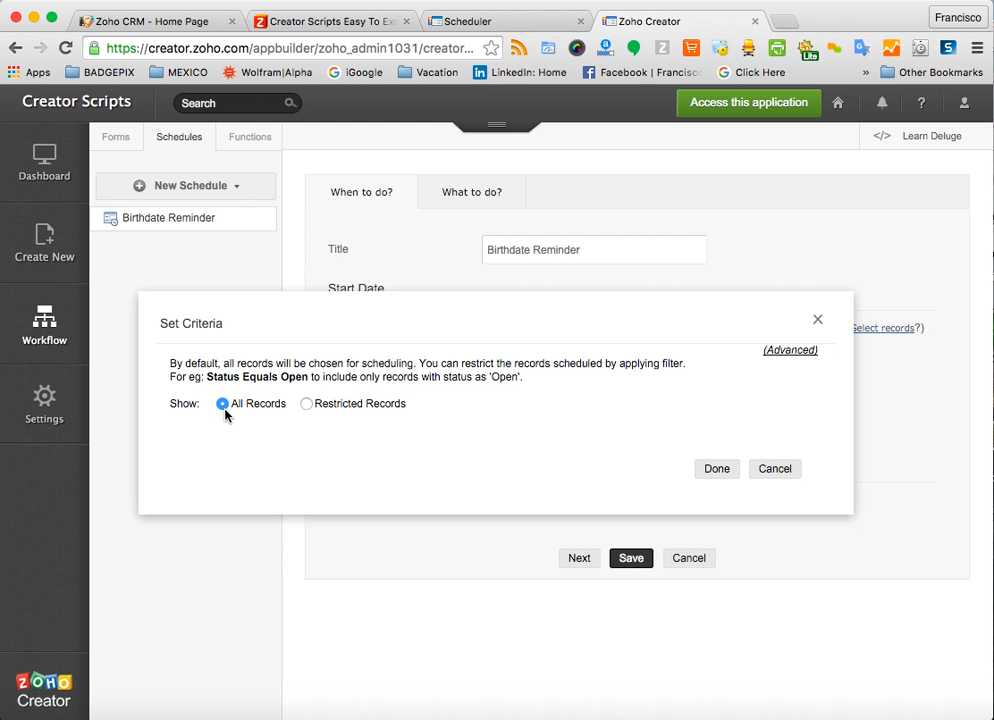 Zoho CRM - Home Page
Creator Scripts Easy To Exc
Scheduler
Zoho Creator
Francisco
https://creator.zoho.com/appbuilder/zoho_admin1031/creator...
Lite
Apps
BADGEPIX
MEXICO
Wolfram|Alpha
iGoogle
Vacation
LinkedIn: Home
Facebook | Francisc
Click Here
»
Other Bookmarks
Creator Scripts
Search
Access this application
?
Dashboard
Create New
Workflow
Settings
ZOHO
Creator
Forms
Schedules
Functions
</> Learn Deluge
New Schedule
Birthdate Reminder
When to do?
What to do?
Title
Birthdate Reminder
Start Date
Select records?)
Set Criteria
(Advanced)
By default, all records will be chosen for scheduling. You can restrict the records scheduled by applying filter.
For eg: Status Equals Open to include only records with status as 'Open'.
Show: All Records Restricted Records
Done
Cancel
Next
Save
Cancel